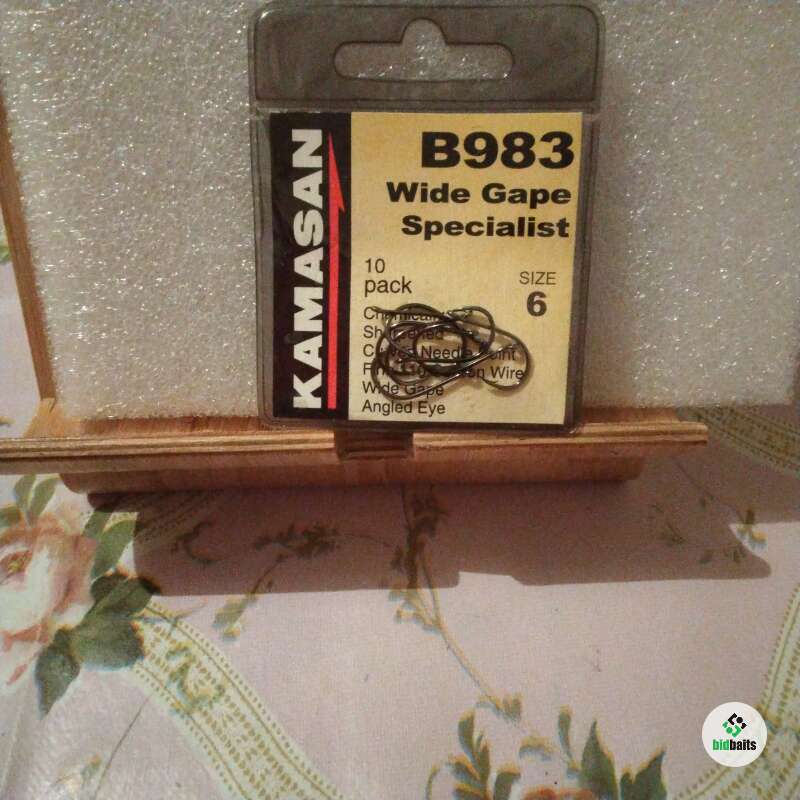 KAMASAN
B983
Wide Gape
Specialist
10
pack
SIZE
6
Needle Point
Wire
Wide Gape
Angled Eye
bidbaits